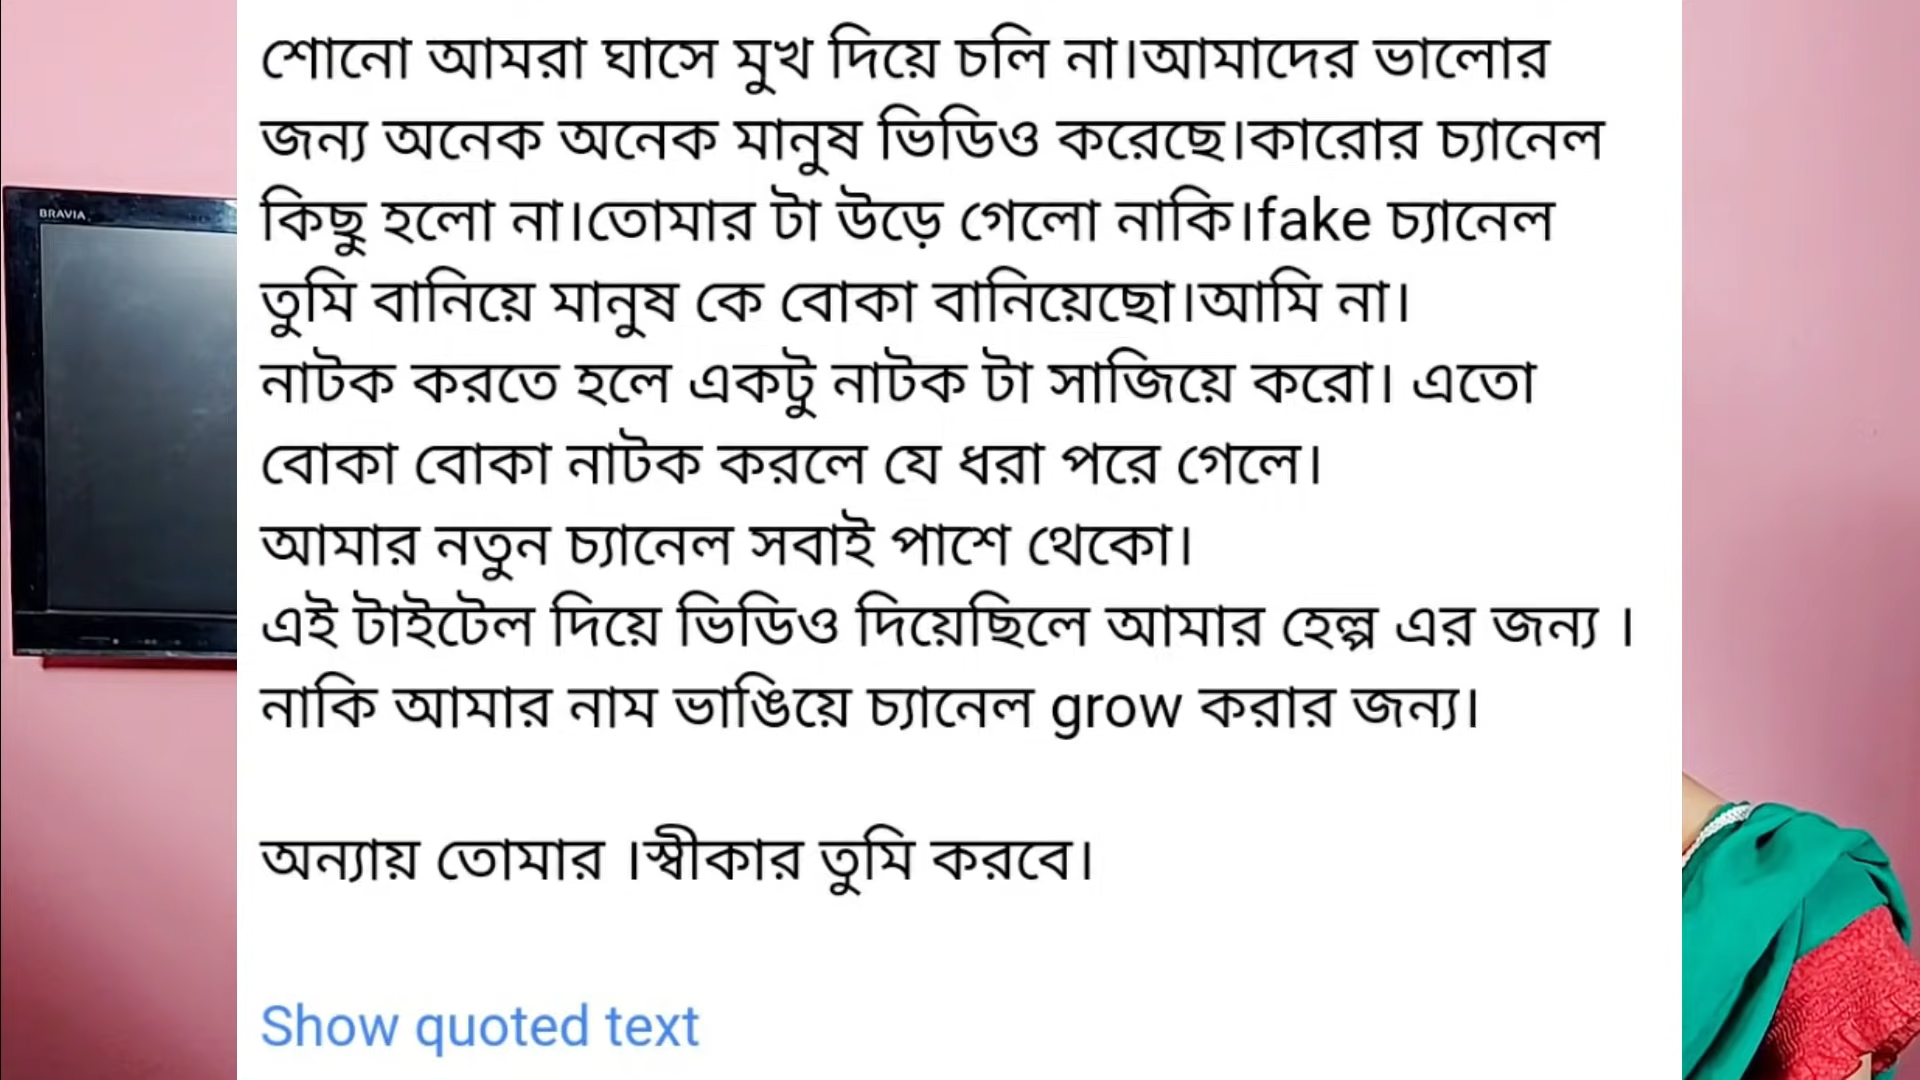 BRAVIA
শোনো আমরা ঘাসে মুখ দিয়ে চলি না।আমাদের ভালোর
জন্য অনেক অনেক মানুষ ভিডিও করেছে।কারোর চ্যানেল
কিছু হলো না।তোমার টা উড়ে গেলো নাকি।fake চ্যানেল
তুমি বানিয়ে মানুষ কে বোকা বানিয়েছো।আমি না।
নাটক করতে হলে একটু নাটক টা সাজিয়ে করো। এতো
বোকা বোকা নাটক করলে যে ধরা পরে গেলে।
আমার নতুন চ্যানেল সবাই পাশে থেকো।
এই টাইটেল দিয়ে ভিডিও দিয়েছিলে আমার হেল্প এর জন্য ।
নাকি আমার নাম ভাঙিয়ে চ্যানেল grow করার জন্য।
অন্যায় তোমার ।স্বীকার তুমি করবে।
Show quoted text